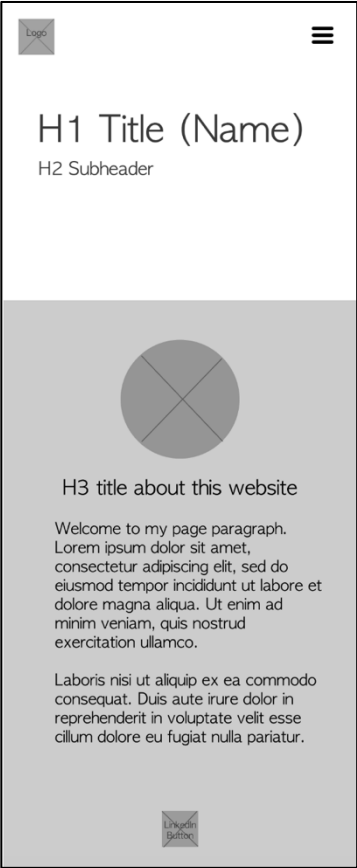 Logo
H1 Title (Name)
H2 Subheader
H3 title about this website
Welcome to my page paragraph.
Lorem ipsum dolor sit amet,
consectetur adipiscing elit, sed do
eiusmod tempor incididunt ut labore et
dolore magna aliqua. Ut enim ad
minim veniam, quis nostrud
exercitation ullamco.
Laboris nisi ut aliquip ex ea commodo
consequat. Duis aute irure dolor in
reprehenderit in voluptate velit esse
cillum dolore eu fugiat nulla pariatur.
LinkedIn
Button